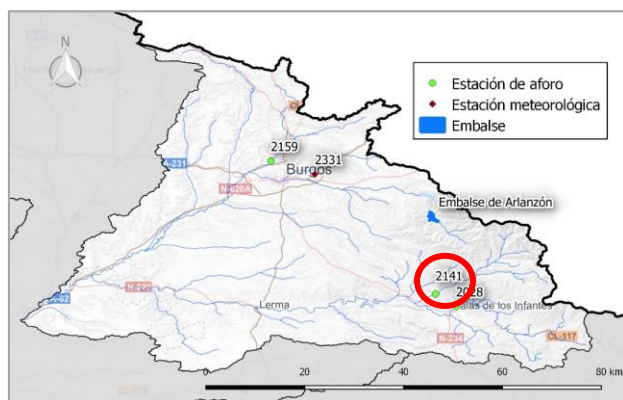 N
Estación de aforo
Estación meteorológica
Embalse
2159
2331
Burgos
A-231
N-620A
Embalse de Arlanzón
2141
2028
Salas de los Infantes
N-622
A-62
Lerma
N-234
CL-117
0 20 40 60 80 km